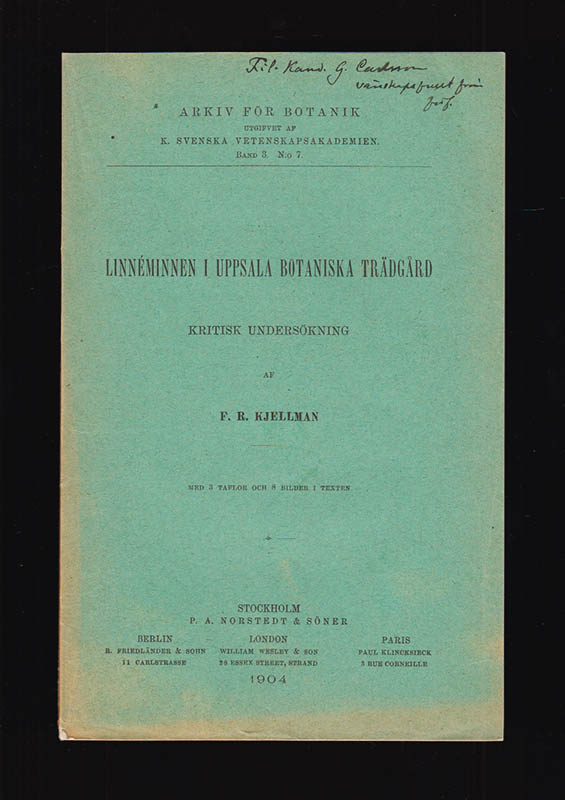 Fil. Kand. G. Carlsson
vänskapsfullt från
förf.
ARKIV FÖR BOTANIK
UTGIFVET AF
K. SVENSKA VETENSKAPSAKADEMIEN.
BAND 3. N:o 7.
LINNÉMINNEN I UPPSALA BOTANISKA TRÄDGÅRD
KRITISK UNDERSÖKNING
AF
F. R. KJELLMAN
MED 3 TAFLOR OCH 8 BILDER I TEXTEN
STOCKHOLM
P. A. NORSTEDT & SÖNER
BERLIN LONDON PARIS
R. FRIEDLÄNDER & SOHN WILLIAM WESLEY & SON PAUL KLINCKSIECK
11 CARLSTRASSE 28 ESSEX STREET, STRAND 3 RUE CORNEILLE
1904